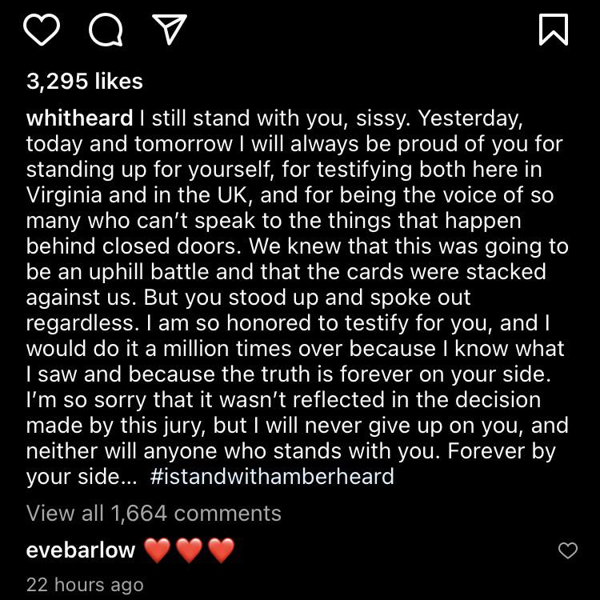 3,295 likes
whitheard I still stand with you, sissy. Yesterday,
today and tomorrow I will always be proud of you for
standing up for yourself, for testifying both here in
Virginia and in the UK, and for being the voice of so
many who can’t speak to the things that happen
behind closed doors. We knew that this was going to
be an uphill battle and that the cards were stacked
against us. But you stood up and spoke out
regardless. I am so honored to testify for you, and I
would do it a million times over because I know what
I saw and because the truth is forever on your side.
I’m so sorry that it wasn’t reflected in the decision
made by this jury, but I will never give up on you, and
neither will anyone who stands with you. Forever by
your side... #istandwithamberheard
View all 1,664 comments
evebarlow ❤️❤️❤️
22 hours ago